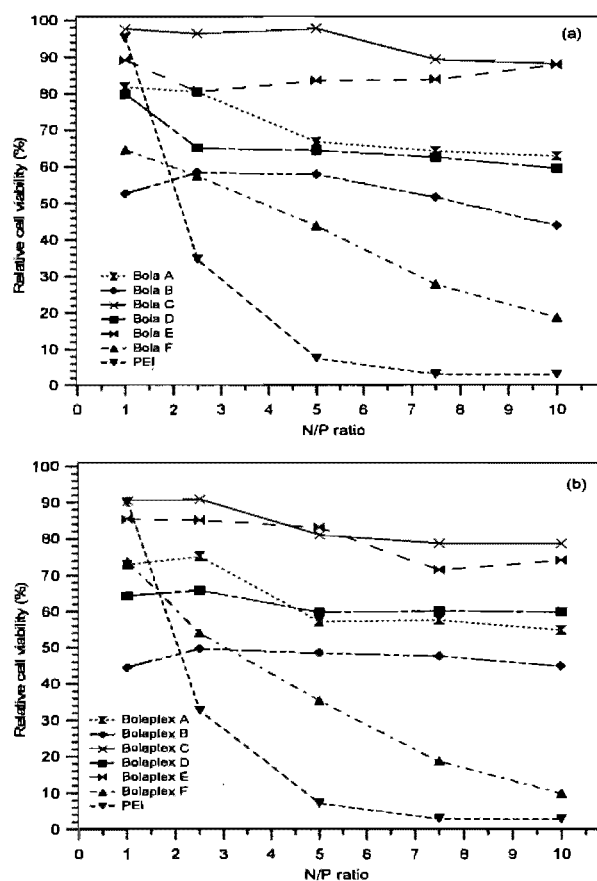 (a)
100
90
80
70
60
50
40
30
20
10
0
Relative cell viability (%)
Bola A
Bola B
Bola C
Bola D
Bola E
Bola F
PEI
0 1 2 3 4 5 6 7 8 9 10
N/P ratio
(b)
100
90
80
70
60
50
40
30
20
10
0
Relative cell viability (%)
Bolaplex A
Bolaplex B
Bolaplex C
Bolaplex D
Bolaplex E
Bolaplex F
PEI
0 1 2 3 4 5 6 7 8 9 10
N/P ratio